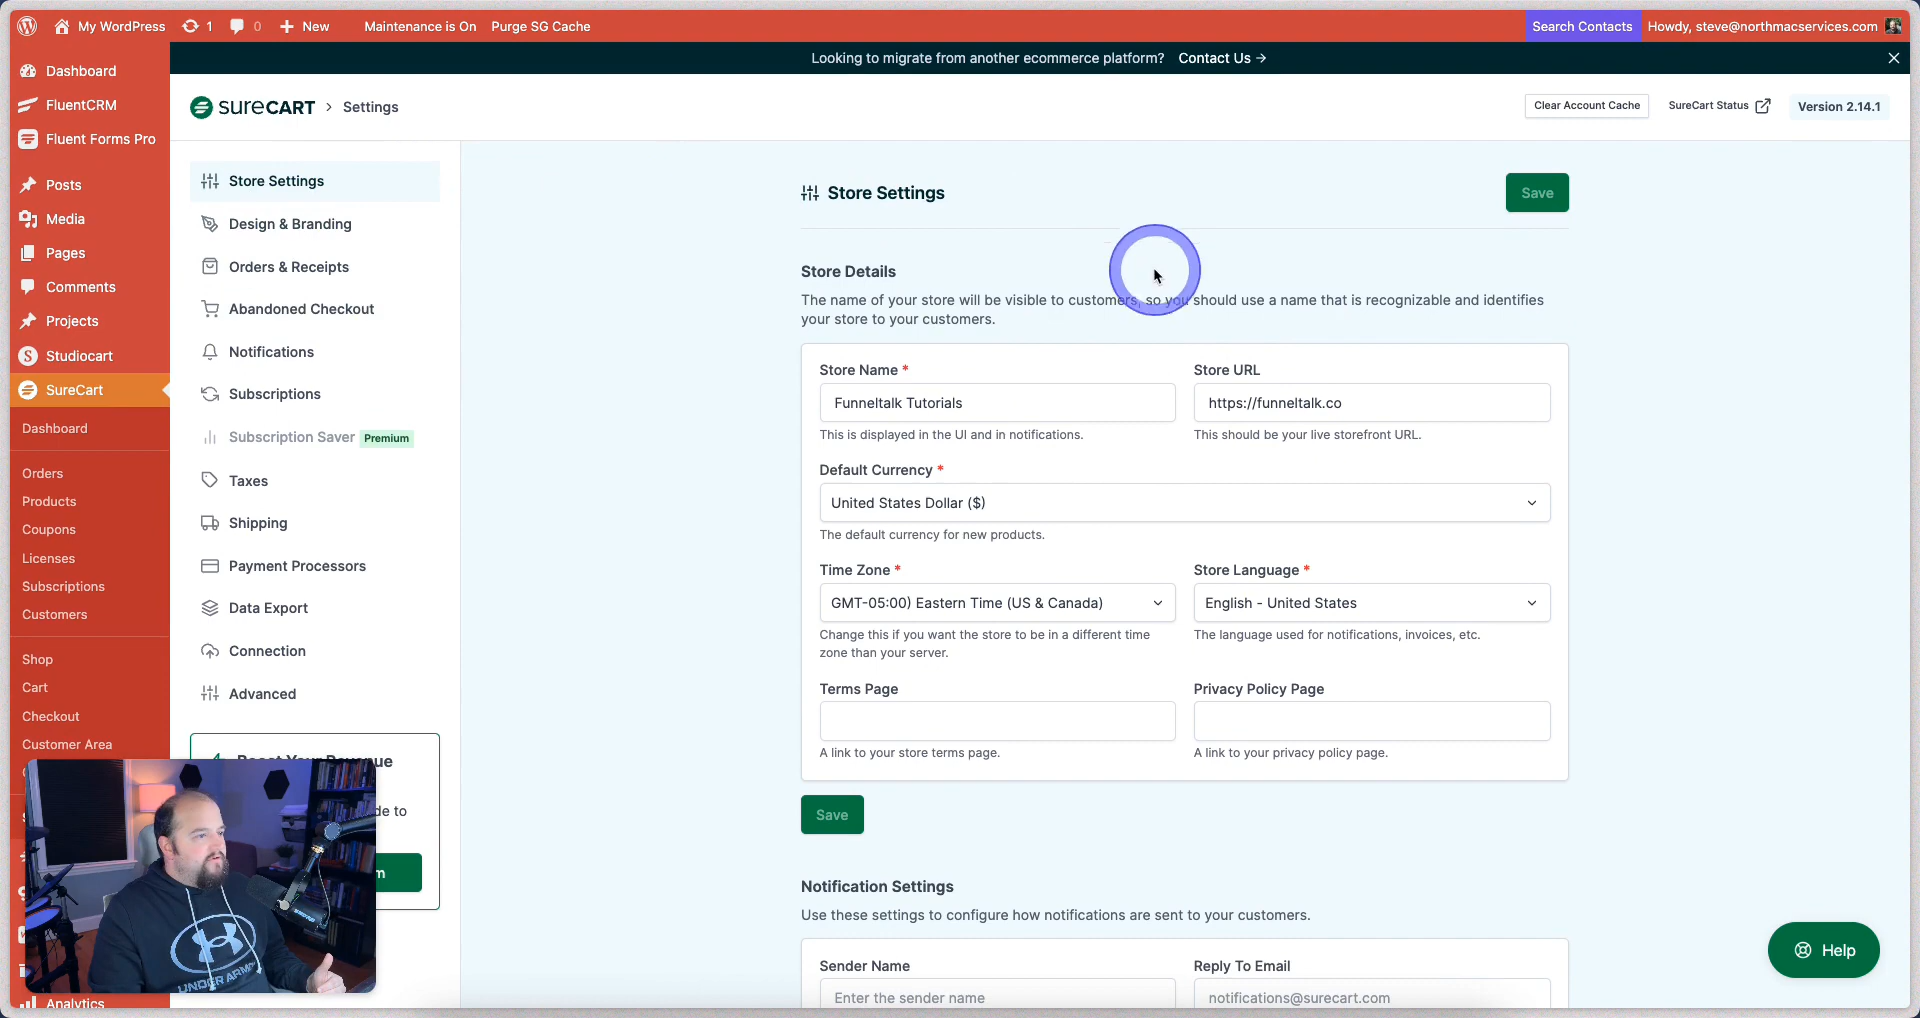 My WordPress
1
0
New
Maintenance is On
Purge SG Cache
Search Contacts
Howdy, steve@northmacservices.com
Looking to migrate from another ecommerce platform? Contact Us →
Dashboard
FluentCRM
Fluent Forms Pro
Posts
Media
Pages
Comments
Projects
Studiocart
SureCart
Dashboard
Orders
Products
Coupons
Licenses
Subscriptions
Customers
Shop
Cart
Checkout
Customer Area
Analytics
SURECART
Settings
Clear Account Cache
SureCart Status
Version 2.14.1
Store Settings
Design & Branding
Orders & Receipts
Abandoned Checkout
Notifications
Subscriptions
Subscription Saver Premium
Taxes
Shipping
Payment Processors
Data Export
Connection
Advanced
Boost Your Revenue
de to
m
UNDER ARMOUR
Store Settings
Save
Store Details
The name of your store will be visible to customers, so you should use a name that is recognizable and identifies
your store to your customers.
Store Name *
Store URL
Funneltalk Tutorials
https://funneltalk.co
This is displayed in the UI and in notifications.
This should be your live storefront URL.
Default Currency *
United States Dollar ($)
The default currency for new products.
Time Zone *
Store Language *
GMT-05:00) Eastern Time (US & Canada)
English - United States
Change this if you want the store to be in a different time
zone than your server.
The language used for notifications, invoices, etc.
Terms Page
Privacy Policy Page
A link to your store terms page.
A link to your privacy policy page.
Save
Notification Settings
Use these settings to configure how notifications are sent to your customers.
Sender Name
Reply To Email
Enter the sender name
notifications@surecart.com
Help